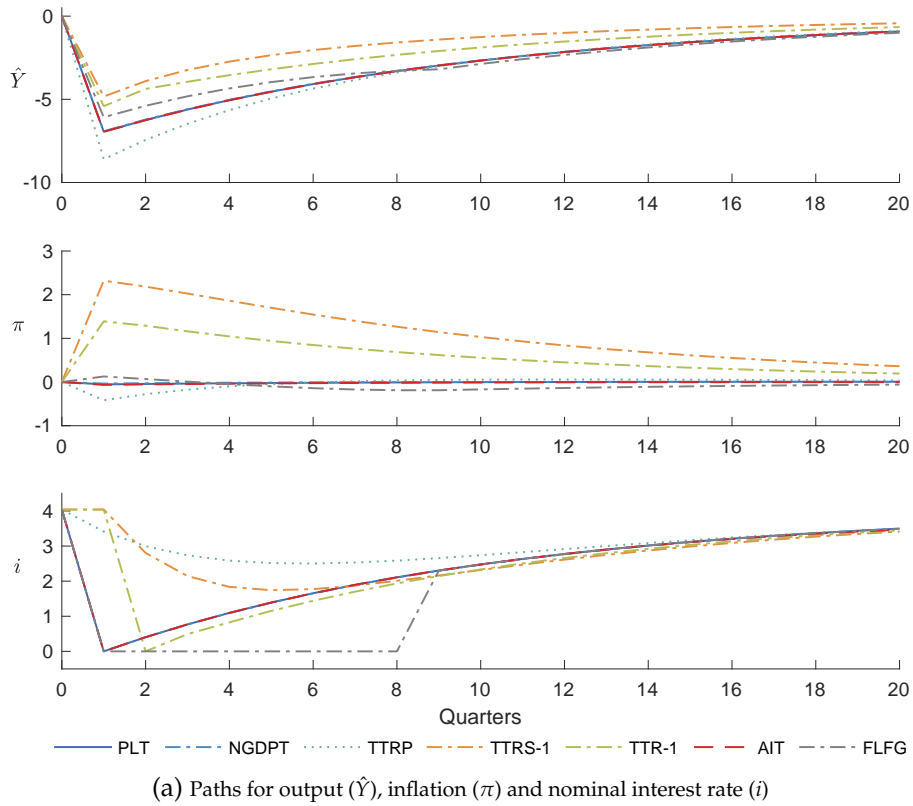 0
Ŷ
-5
-10
0 2 4 6 8 10 12 14 16 18 20
3
2
π
1
0
-1
0 2 4 6 8 10 12 14 16 18 20
4
3
i
2
1
0
0 2 4 6 8 10 12 14 16 18 20
Quarters
PLT NGDPT TTRP TTRS-1 TTR-1 AIT FLFG
(a) Paths for output (Ŷ), inflation (π) and nominal interest rate (i)